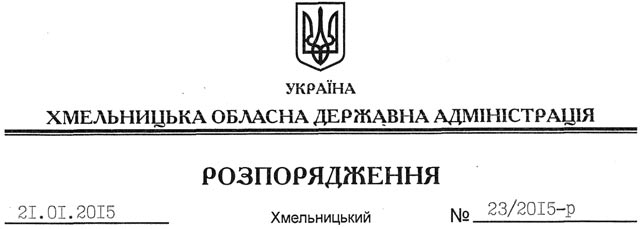 УКРАЇНА
ХМЕЛЬНИЦЬКА ОБЛАСНА ДЕРЖАВНА АДМІНІСТРАЦІЯ
РОЗПОРЯДЖЕННЯ
21.01.2015 Хмельницький № 23/2015-р